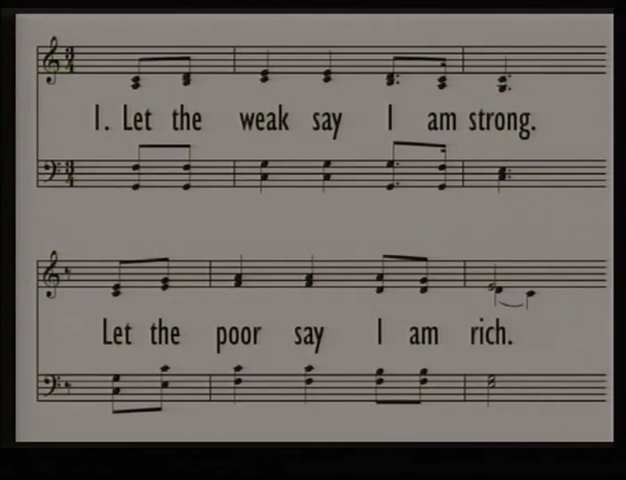 1. Let the weak say I am strong.
Let the poor say I am rich.